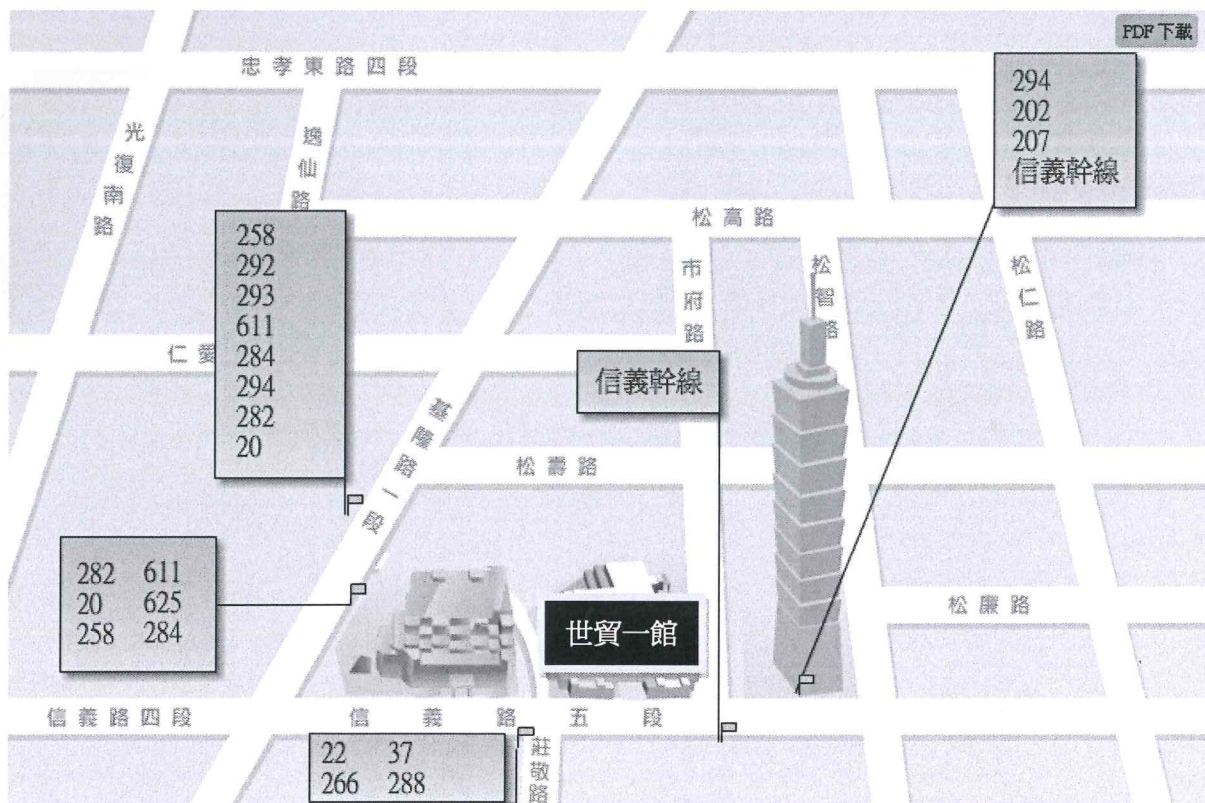 PDF 下載
忠孝東路四段
294
202
207
信義幹線
光復南路
逸仙路
松高路
258
292
293
611
284
294
282
20
市府路
松智路
松仁路
仁愛
信義幹線
基隆路一段
松壽路
282 611
20 625
258 284
世貿一館
松廉路
信義路四段
信義路五段
22 37
266 288
莊敬路